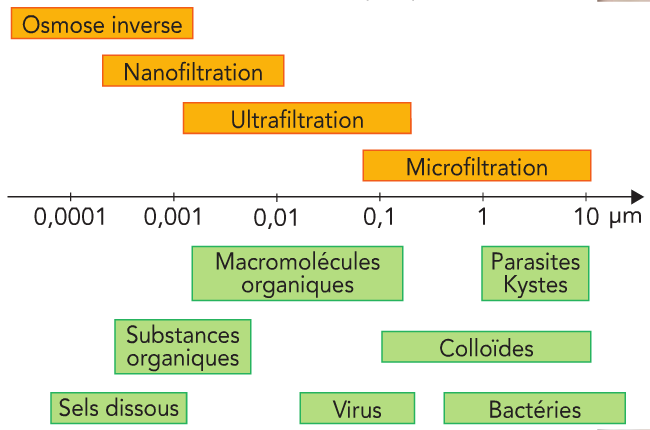 Osmose inverse
Nanofiltration
Ultrafiltration
Microfiltration
0,0001 0,001 0,01 0,1 1 10 µm
Macromolécules
organiques
Parasites
Kystes
Substances
organiques
Colloïdes
Sels dissous
Virus
Bactéries